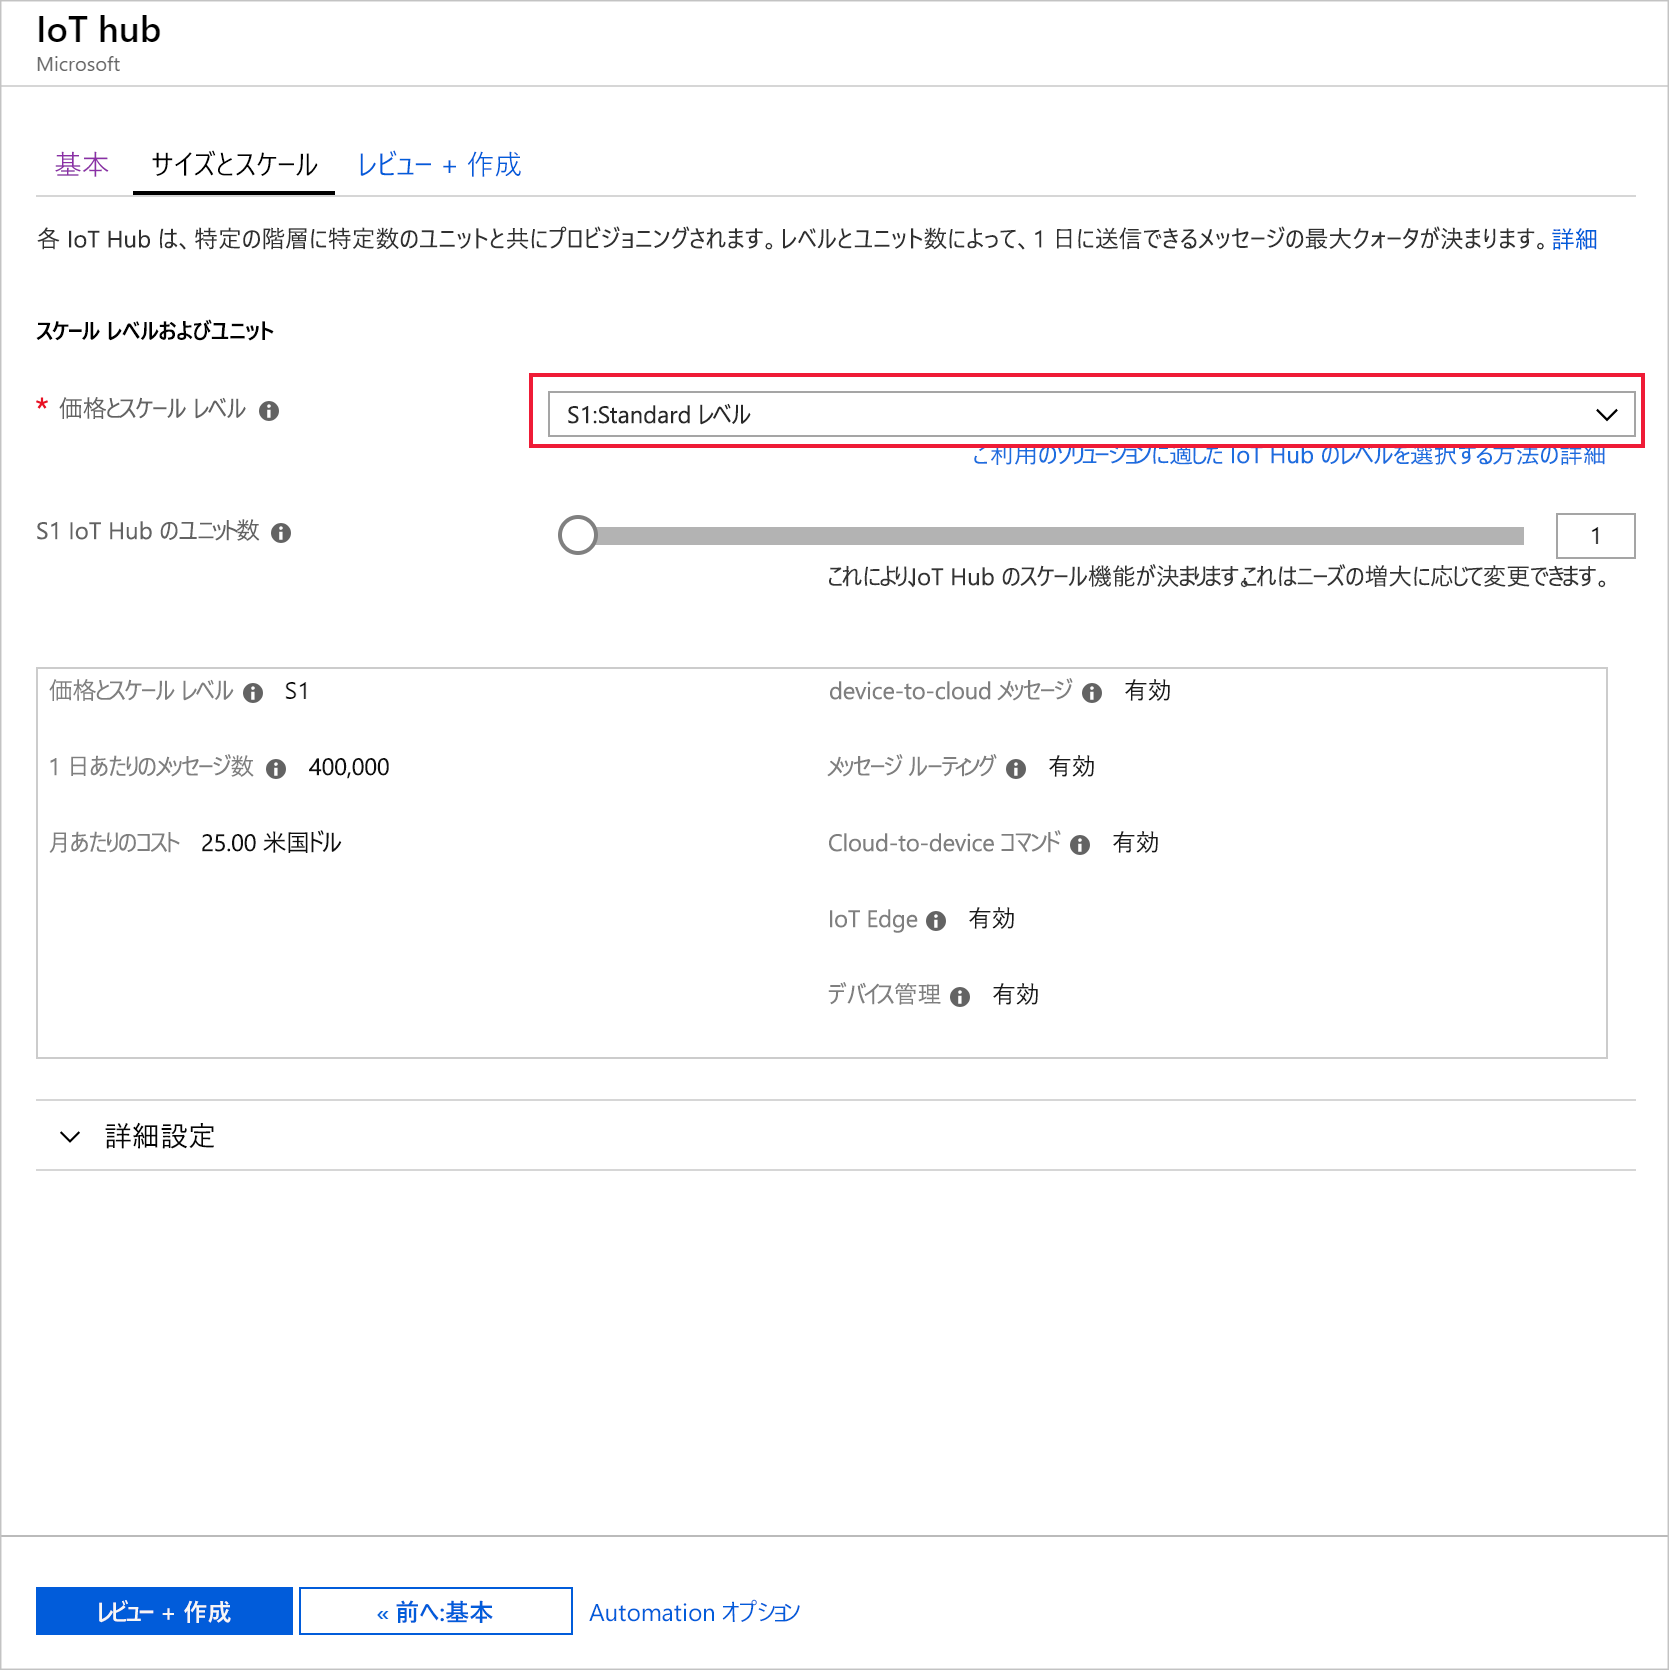 IoT hub
Microsoft
基本 サイズとスケール レビュー + 作成
各 IoT Hub は、特定の階層に特定数のユニットと共にプロビジョニングされます。レベルとユニット数によって、1 日に送信できるメッセージの最大クォータが決まります。詳細
スケール レベルおよびユニット
* 価格とスケール レベル S1:Standard レベル
ご利用のソリューションに適した IoT Hub のレベルを選択する方法の詳細
S1 IoT Hub のユニット数 1
これにより、IoT Hub のスケール機能が決まります。これはニーズの増大に応じて変更できます。
価格とスケール レベル S1 device-to-cloud メッセージ 有効
1 日あたりのメッセージ数 400,000 メッセージ ルーティング 有効
月あたりのコスト 25.00 米国ドル Cloud-to-device コマンド 有効
IoT Edge 有効
デバイス管理 有効
詳細設定
レビュー + 作成 « 前へ:基本 Automation オプション